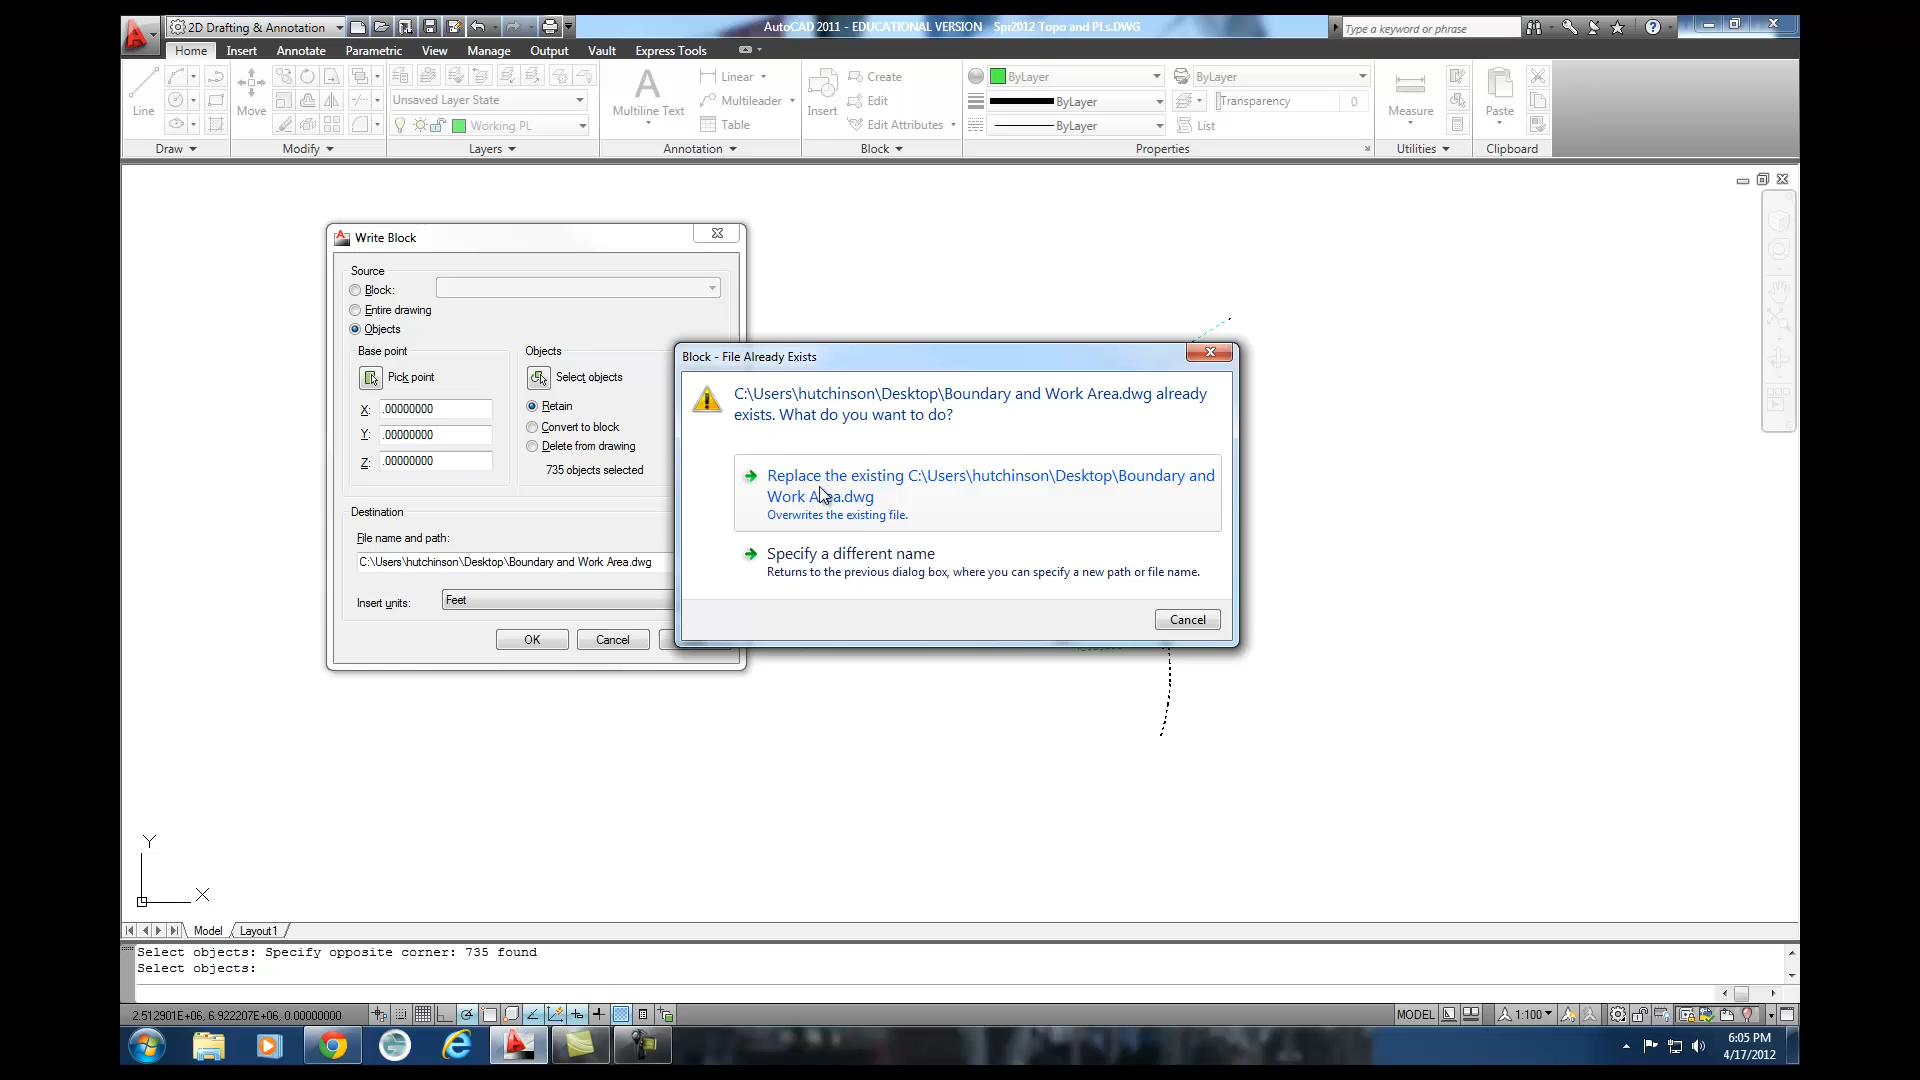 2D Drafting & Annotation
AutoCAD 2011 - EDUCATIONAL VERSION Spr2012 Topo and PLs.DWG
Type a keyword or phrase
Home Insert Annotate Parametric View Manage Output Vault Express Tools
Line
Move
Unsaved Layer State
Working PL
Multiline Text
Linear
Multileader
Table
Insert
Create
Edit
Edit Attributes
ByLayer
ByLayer
ByLayer
ByLayer
Transparency 0
List
Measure
Paste
Draw Modify Layers Annotation Block Properties Utilities Clipboard
Write Block
Source
Block:
Entire drawing
Objects
Base point
Pick point
X: .00000000
Y: .00000000
Z: .00000000
Objects
Select objects
Retain
Convert to block
Delete from drawing
735 objects selected
Destination
File name and path:
C:\Users\hutchinson\Desktop\Boundary and Work Area.dwg
Insert units: Feet
OK Cancel
Block - File Already Exists
C:\Users\hutchinson\Desktop\Boundary and Work Area.dwg already
exists. What do you want to do?
Replace the existing C:\Users\hutchinson\Desktop\Boundary and
Work Area.dwg
Overwrites the existing file.
Specify a different name
Returns to the previous dialog box, where you can specify a new path or file name.
Cancel
Y
X
Model Layout1
Select objects: Specify opposite corner: 735 found
Select objects:
2.512901E+06, 6.922207E+06, 0.00000000
MODEL
1:100
6:05 PM
4/17/2012